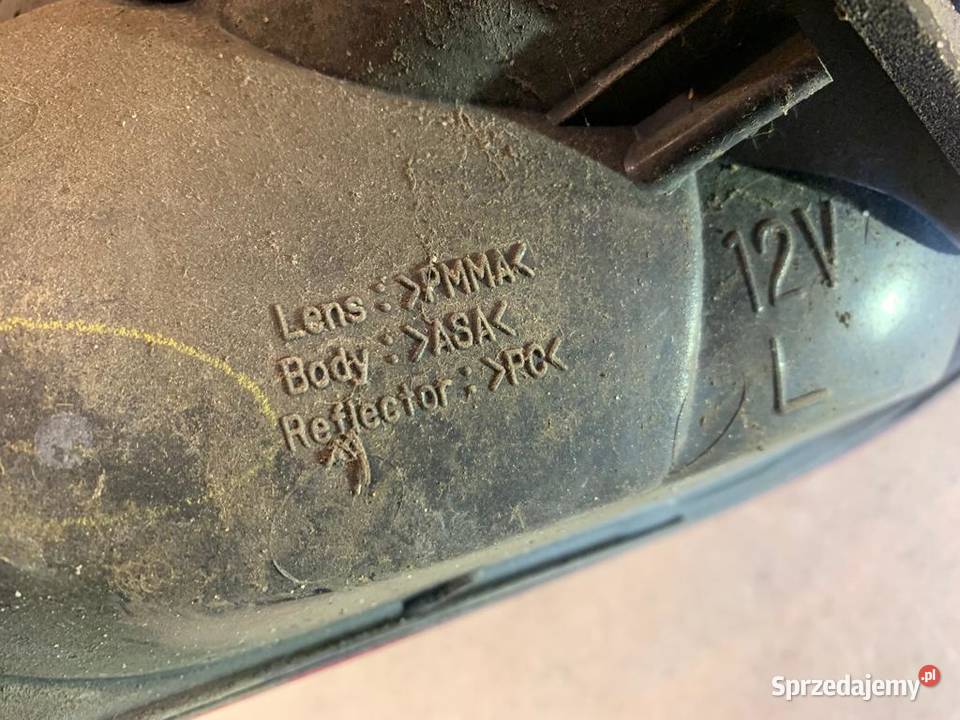 Lens : >PMMA<
Body : >ASA<
Reflector : >PC<
12V
L
Sprzedajemy.pl